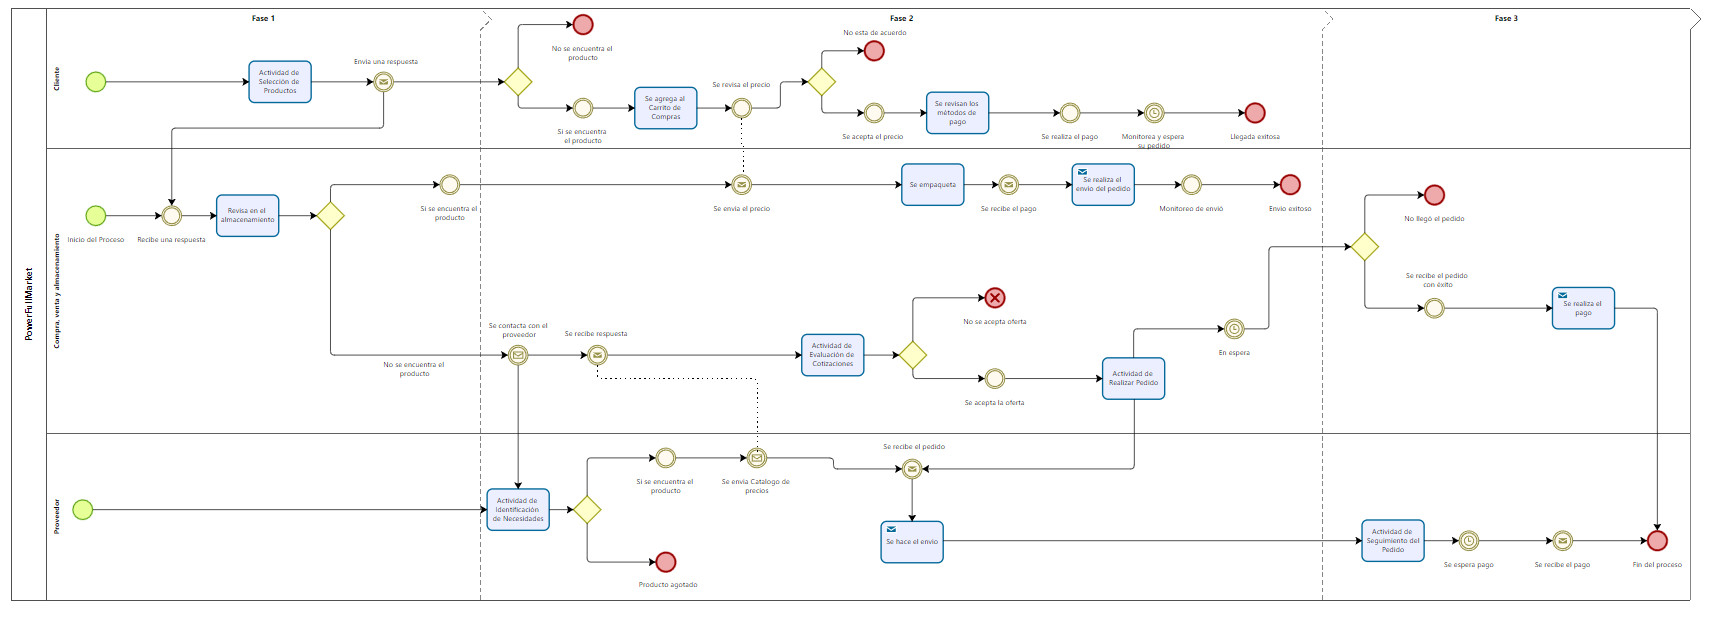 Fase 1
Fase 2
Fase 3
PowerFullMarket
Cliente
Actividad de
Selección de
Productos
Envia una respuesta
No se encuentra el
producto
Si se encuentra
el producto
Se agrega al
Carrito de
Compras
Se revisa el precio
No esta de acuerdo
Se acepta el precio
Se revisan los
métodos de
pago
Se realiza el pago
Monitorea y espera
su pedido
Llegada exitosa
Compra, venta y almacenamiento
Inicio del Proceso
Recibe una respuesta
Revisa en el
almacenamiento
Si se encuentra el
producto
Se envia el precio
Se empaqueta
Se recibe el pago
Se realiza el
envio del pedido
Monitoreo de envió
Envio exitoso
No se encuentra el
producto
Se contacta con el
proveedor
Se recibe respuesta
Actividad de
Evaluación de
Cotizaciones
No se acepta oferta
Se acepta la oferta
Actividad de
Realizar Pedido
En espera
No llegó el pedido
Se recibe el pedido
con éxito
Se realiza el
pago
Proveedor
Actividad de
Identificación
de Necesidades
Si se encuentra el
producto
Se envia Catalogo de
precios
Producto agotado
Se recibe el pedido
Se hace el envio
Actividad de
Seguimiento del
Pedido
Se espera pago
Se recibe el pago
Fin del proceso